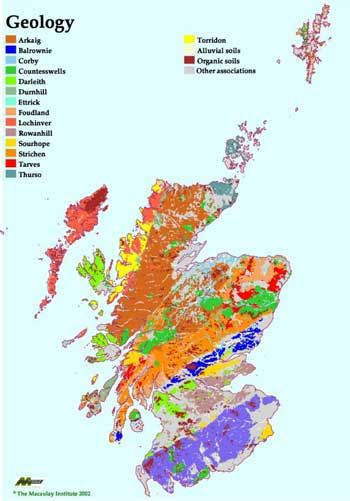 Geology
Arkaig
Balrownie
Corby
Countesswells
Darleith
Durnhill
Ettrick
Foudland
Lochinver
Rowanhill
Sourhope
Strichen
Tarves
Thurso
Torridon
Alluvial soils
Organic soils
Other associations
© The Macaulay Institute 2002